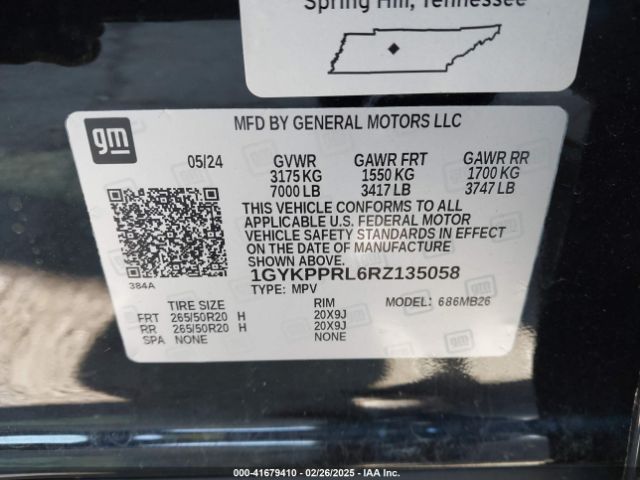 Spring Hill, Tennessee
gm
MFD BY GENERAL MOTORS LLC
05/24 GVWR GAWR FRT GAWR RR
3175 KG 1550 KG 1700 KG
7000 LB 3417 LB 3747 LB
THIS VEHICLE CONFORMS TO ALL
APPLICABLE U.S. FEDERAL MOTOR
VEHICLE SAFETY STANDARDS IN
EFFECT ON THE DATE OF MANUFACTURE
SHOWN ABOVE.
384A
1GYKPPRL6RZ135058
TYPE: MPV MODEL: 686MB26
TIRE SIZE RIM
FRT 265/50R20 H 20X9J
RR 265/50R20 H 20X9J
SPA NONE NONE
000-41679410 - 02/26/2025 - IAA Inc.